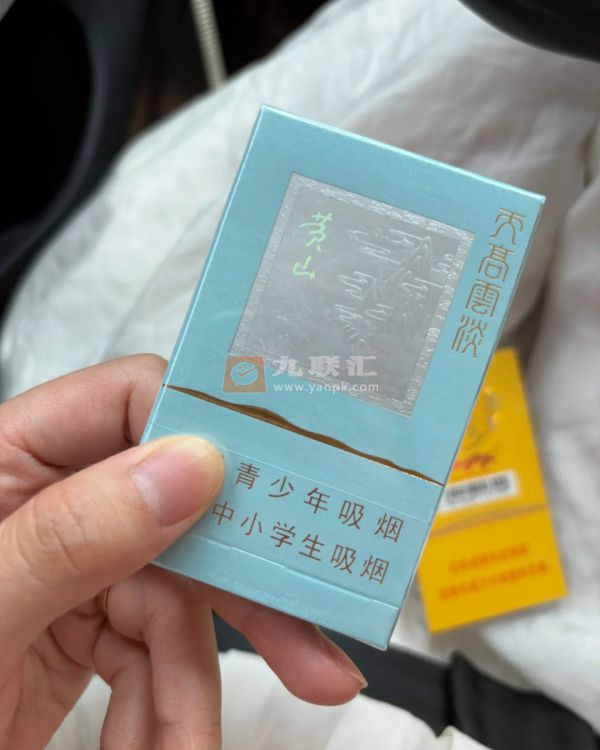 黄山
天高雲淡
九联汇
www.yanpk.com
青少年吸烟
中小学生吸烟